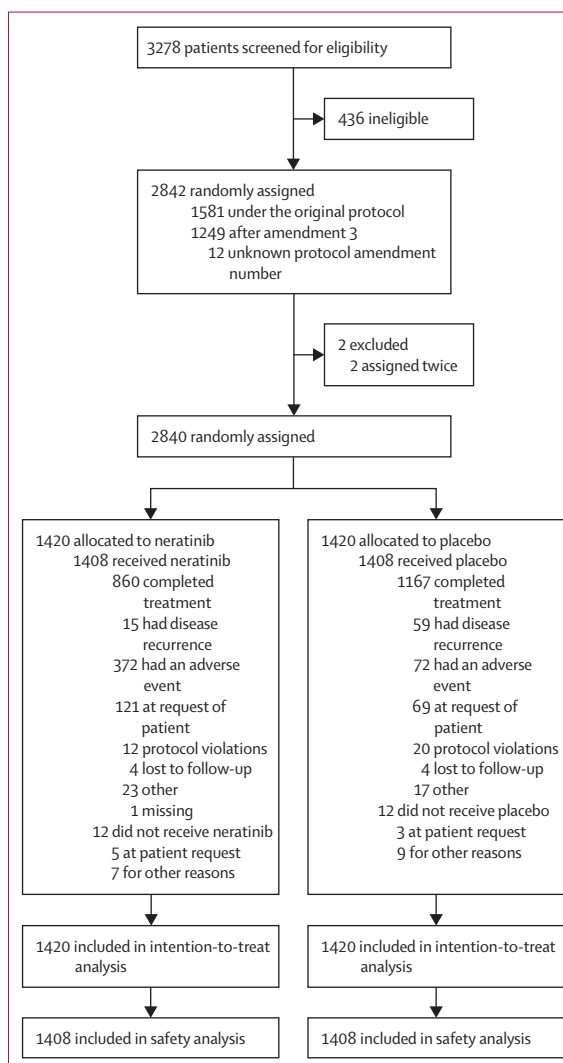 3278 patients screened for eligibility
436 ineligible
2842 randomly assigned
1581 under the original protocol
1249 after amendment 3
12 unknown protocol amendment
number
2 excluded
2 assigned twice
2840 randomly assigned
1420 allocated to neratinib
1408 received neratinib
860 completed
treatment
15 had disease
recurrence
372 had an adverse
event
121 at request of
patient
12 protocol violations
4 lost to follow-up
23 other
1 missing
12 did not receive neratinib
5 at patient request
7 for other reasons
1420 allocated to placebo
1408 received placebo
1167 completed
treatment
59 had disease
recurrence
72 had an adverse
event
69 at request of
patient
20 protocol violations
4 lost to follow-up
17 other
12 did not receive placebo
3 at patient request
9 for other reasons
1420 included in intention-to-treat
analysis
1420 included in intention-to-treat
analysis
1408 included in safety analysis
1408 included in safety analysis